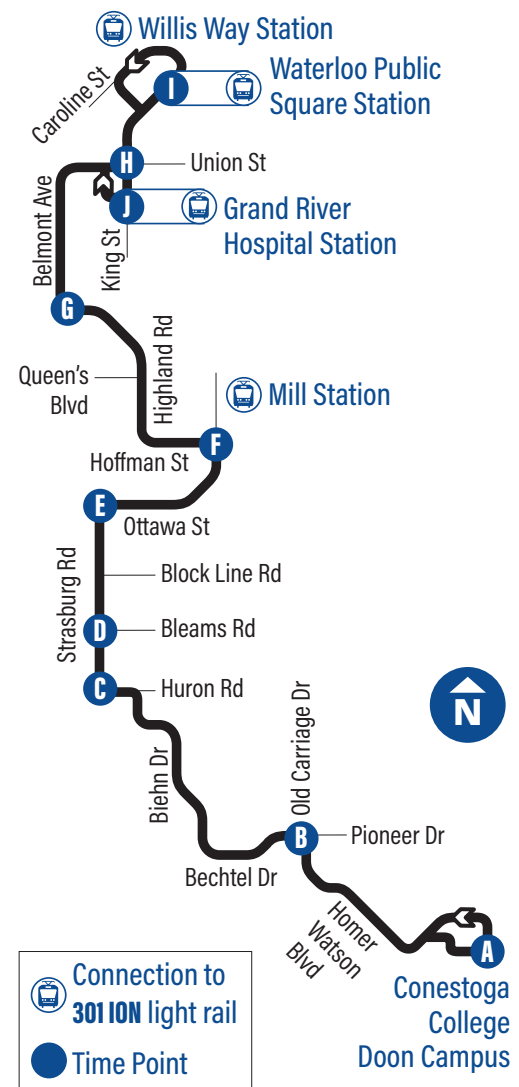 Willis Way Station
Caroline St
Waterloo Public
Square Station
I
H
Union St
J
Grand River
Hospital Station
Belmont Ave
King St
G
Queen's
Blvd
Highland Rd
Mill Station
F
Hoffman St
E
Ottawa St
Strasburg Rd
Block Line Rd
D
Bleams Rd
C
Huron Rd
N
Biehn Dr
Old Carriage Dr
B
Pioneer Dr
Bechtel Dr
Homer
Watson
Blvd
A
Conestoga
College
Doon Campus
Connection to
301 ION light rail
Time Point